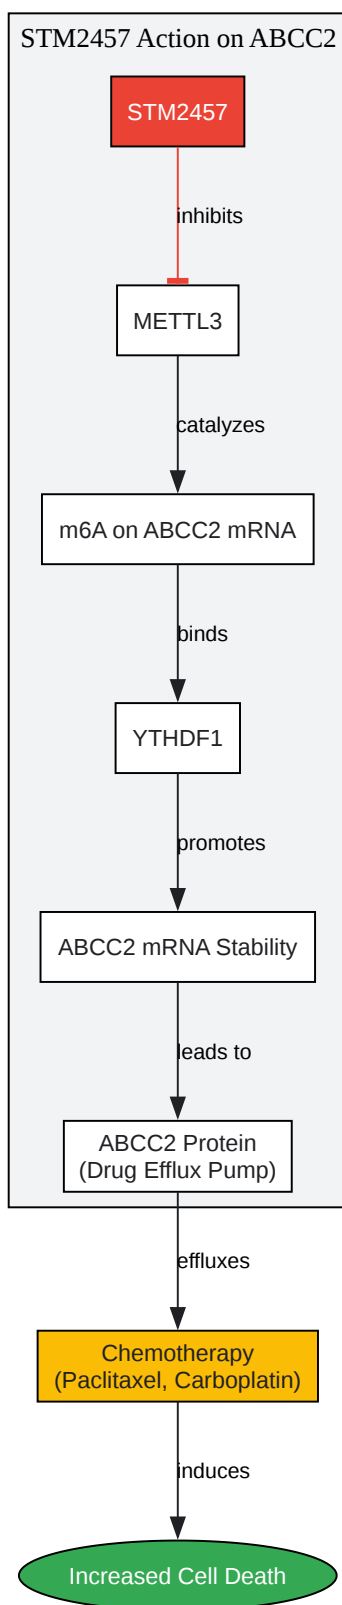 STM2457 Action on ABCC2
STM2457
inhibits
METTL3
catalyzes
m6A on ABCC2 mRNA
binds
YTHDF1
promotes
ABCC2 mRNA Stability
leads to
ABCC2 Protein
(Drug Efflux Pump)
effluxes
Chemotherapy
(Paclitaxel, Carboplatin)
induces
Increased Cell Death